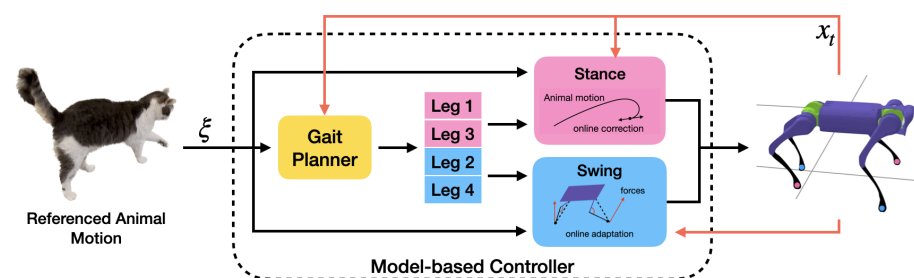 Referenced Animal
Motion
ξ
Gait
Planner
Leg 1
Leg 3
Leg 2
Leg 4
Stance
Animal motion
online correction
Swing
forces
online adaptation
Model-based Controller
x_t